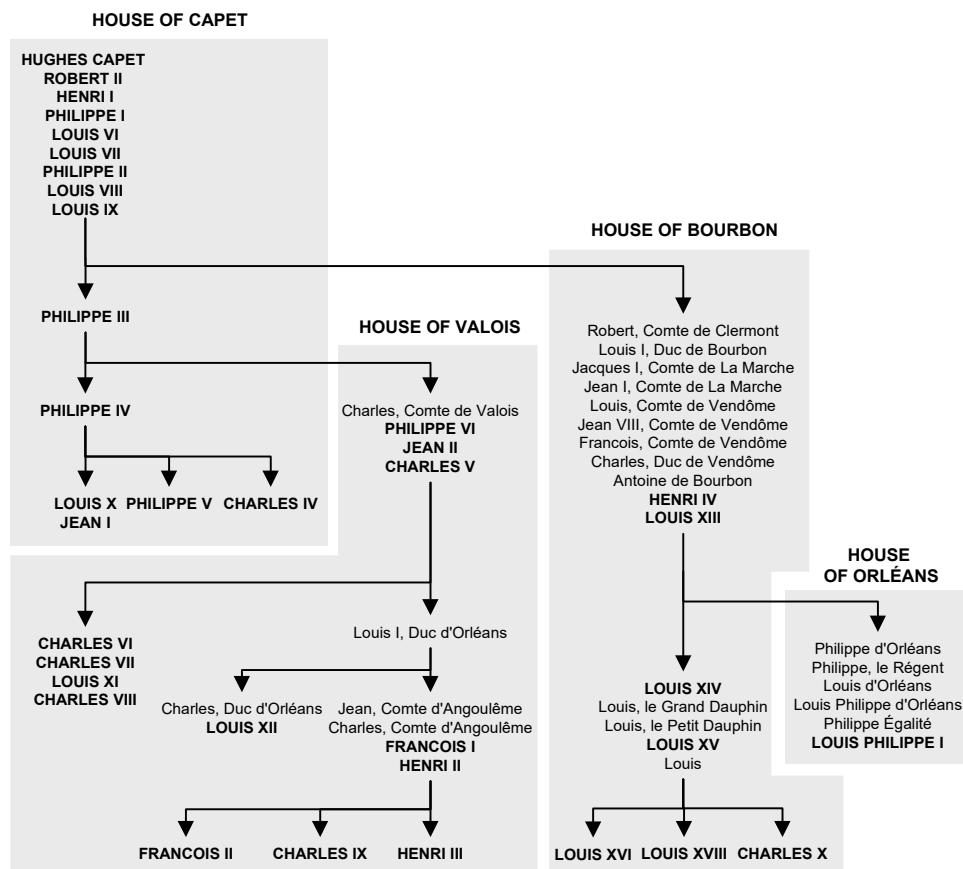 HOUSE OF CAPET
HUGHES CAPET
ROBERT II
HENRI I
PHILIPPE I
LOUIS VI
LOUIS VII
PHILIPPE II
LOUIS VIII
LOUIS IX
PHILIPPE III
PHILIPPE IV
LOUIS X
JEAN I
PHILIPPE V
CHARLES IV
HOUSE OF VALOIS
Charles, Comte de Valois
PHILIPPE VI
JEAN II
CHARLES V
CHARLES VI
CHARLES VII
LOUIS XI
CHARLES VIII
Louis I, Duc d'Orléans
Charles, Duc d'Orléans
LOUIS XII
Jean, Comte d'Angoulême
Charles, Comte d'Angoulême
FRANCOIS I
HENRI II
FRANCOIS II
CHARLES IX
HENRI III
HOUSE OF BOURBON
Robert, Comte de Clermont
Louis I, Duc de Bourbon
Jacques I, Comte de La Marche
Jean I, Comte de La Marche
Louis, Comte de Vendôme
Jean VIII, Comte de Vendôme
Francois, Comte de Vendôme
Charles, Duc de Vendôme
Antoine de Bourbon
HENRI IV
LOUIS XIII
LOUIS XIV
Louis, le Grand Dauphin
Louis, le Petit Dauphin
LOUIS XV
Louis
LOUIS XVI
LOUIS XVIII
CHARLES X
HOUSE
OF ORLÉANS
Philippe d'Orléans
Philippe, le Régent
Louis d'Orléans
Louis Philippe d'Orléans
Philippe Égalité
LOUIS PHILIPPE I